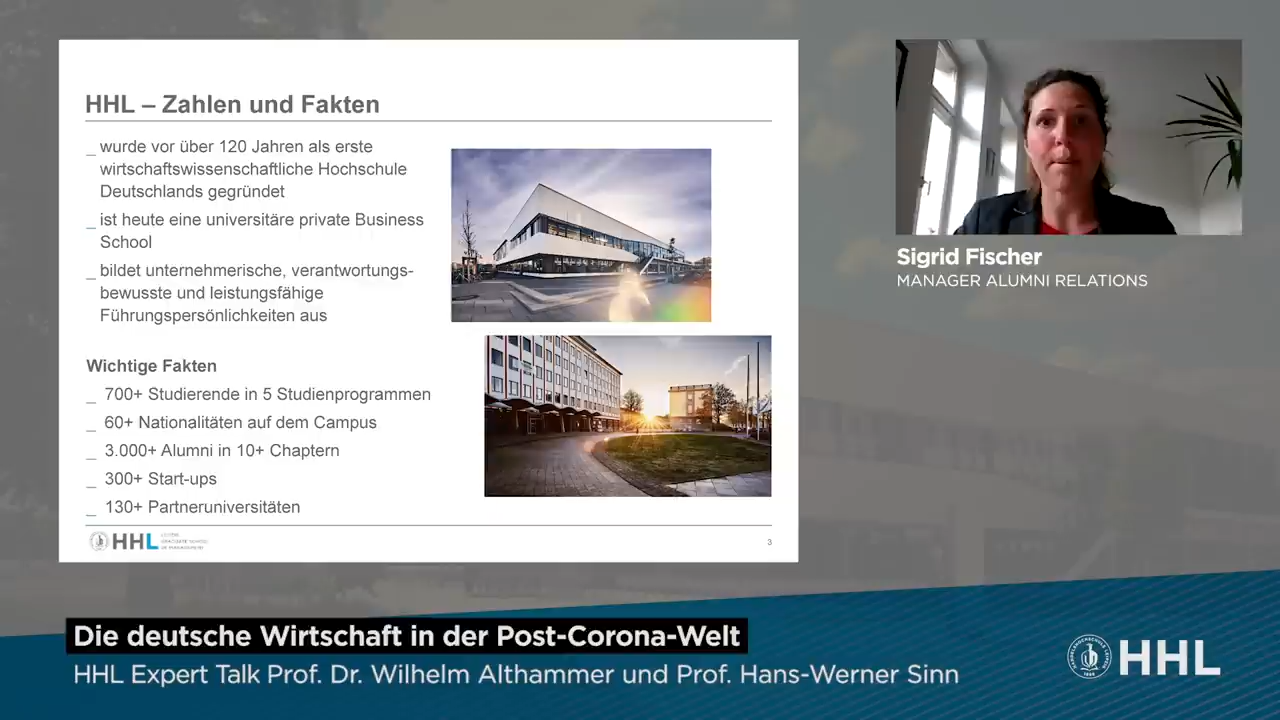 HHL – Zahlen und Fakten
_ wurde vor über 120 Jahren als erste
wirtschaftswissenschaftliche Hochschule
Deutschlands gegründet
_ ist heute eine universitäre private Business
School
_ bildet unternehmerische, verantwortungs-
bewusste und leistungsfähige
Führungspersönlichkeiten aus
Wichtige Fakten
_ 700+ Studierende in 5 Studienprogrammen
_ 60+ Nationalitäten auf dem Campus
_ 3.000+ Alumni in 10+ Chaptern
_ 300+ Start-ups
_ 130+ Partneruniversitäten
HHL
3
Sigrid Fischer
MANAGER ALUMNI RELATIONS
Die deutsche Wirtschaft in der Post-Corona-Welt
HHL Expert Talk Prof. Dr. Wilhelm Althammer und Prof. Hans-Werner Sinn
HHL